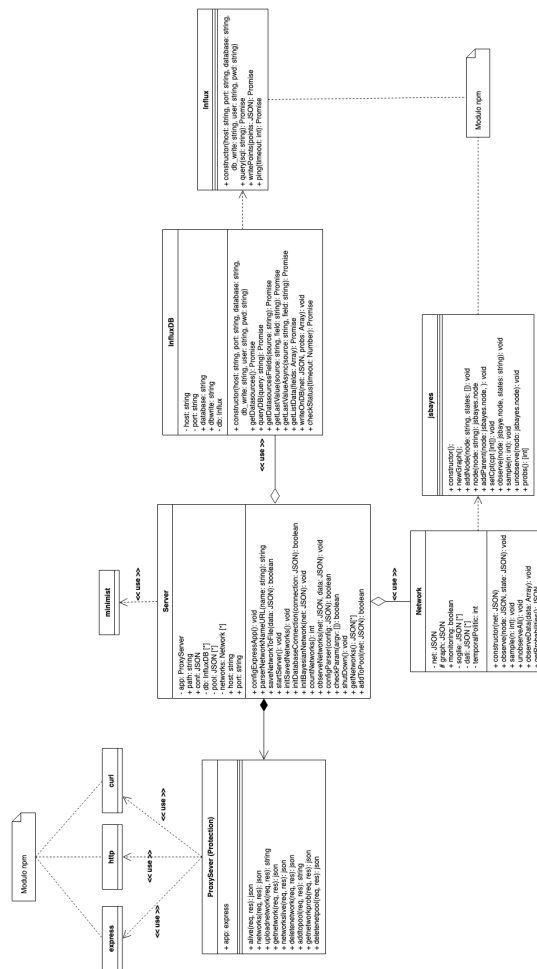 Modulo npm
express
http
curl
<< use >>
<< use >>
<< use >>
ProxySever (Protection)
+ app: express
+ alive(req, res): json
+ networks(req, res): json
+ uploadnetwork(req, res): string
+ getnetwork(req, res): json
+ networkslive(req, res): json
+ deletenetwork(req, res): json
+ addtopool(req, res): string
+ getnetworkprob(req, res): json
+ deletenetpool(req, res): json
minimist
<< use >>
Server
- app: ProxyServer
+ path: string
+ conf: JSON
- db: InfluxDB [*]
- pool: JSON [*]
- networks: Network [*]
+ host: string
+ port: string
+ configExpressApp(): void
+ parserNetworkNameURL(name: string): string
+ saveNetworkToFile(data: JSON): boolean
+ startServer(): void
+ initSavedNetworks(): void
+ initDatabaseConnection(connection: JSON): boolean
+ initBayesianNetwork(net: JSON): void
+ countNetworks(): int
+ observeNetworks(net: JSON, data: JSON): void
+ configParser(config: JSON): boolean
+ checkParam(argv: []): boolean
+ shutDown(): void
+ getNetworks(): JSON[*]
+ addToPool(net: JSON): boolean
<< use >>
<< use >>
InfluxDB
- host: string
- port: string
+ database: string
+ dbwrite: string
- db: Influx
+ constructor(host: string, port: string, database: string,
db_write: string, user: string, pwd: string)
+ getDatasources(): Promise
+ queryDB(query: string): Promise
+ getDatasourcesFields(source: string): Promise
+ getLastValue(source: string, field: string): Promise
+ getLastValueAsync(source: string, field: string): Promise
+ getListData(fields: Array): Promise
+ writeOnDB(net: JSON, probs: Array): void
+ checkStatus(timeout: Number): Promise
Influx
+ constructor(host: string, port: string, database: string,
db_write: string, user: string, pwd: string)
+ query(sql: string): Promise
+ writePoints(points: JSON): Promise
+ ping(timeout: int): Promise
Network
- net: JSON
# graph: JSON
+ monitoring: boolean
- soglie: JSON [*]
- dati: JSON [*]
+ temporalPolitic: int
+ constructor(net: JSON)
+ observe(node: JSON, state: JSON): void
+ sample(n: int): void
+ unobserveAll(): void
+ observeData(data: Array): void
jsbayes
+ constructor();
+ newGraph();
+ addNode(node: string, states: []): void
+ node(node: string): jsbayes.node
+ addParent(node: jsbayes.node, ): void
+ setCpt(cpt [int]): void
+ observe(node: jsbaye.node, states: string): void
+ sample(n: int): void
+ unobserve(nodo: jsbayes.node): void
+ probs(): [int]
Modulo npm